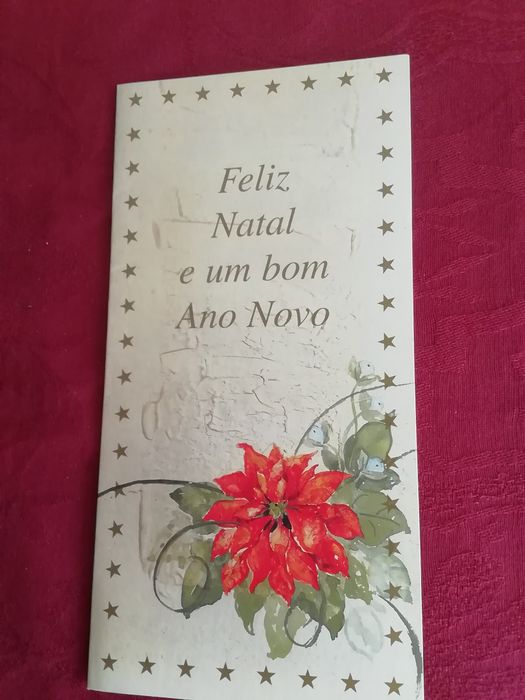 Feliz
Natal
e um bom
Ano Novo